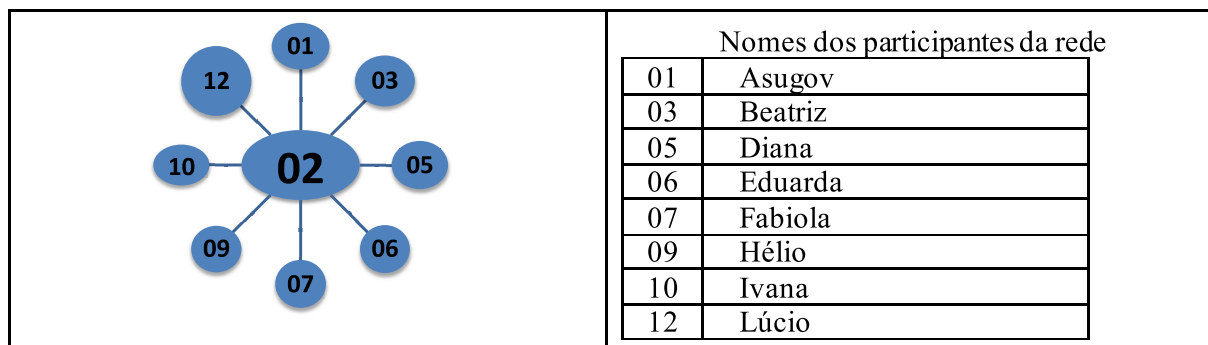 01
12
03
02
10
05
09
06
07
Nomes dos participantes da rede
01 Asugov
03 Beatriz
05 Diana
06 Eduarda
07 Fabiola
09 Hélio
10 Ivana
12 Lúcio